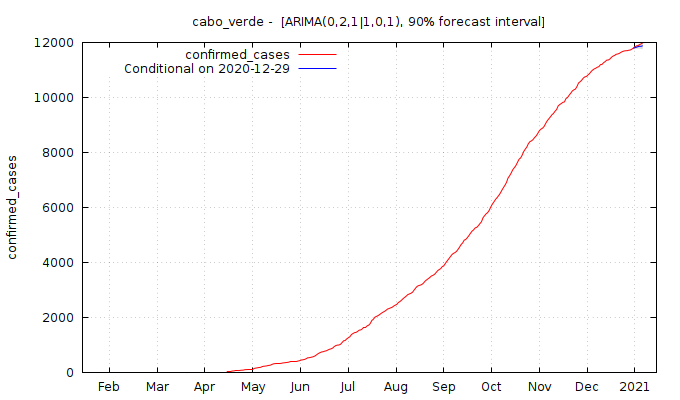 cabo_verde -  [ARIMA(0,2,1|1,0,1), 90% forecast interval]
confirmed_cases
Conditional on 2020-12-29
confirmed_cases
12000
10000
8000
6000
4000
2000
0
Feb Mar Apr May Jun Jul Aug Sep Oct Nov Dec 2021